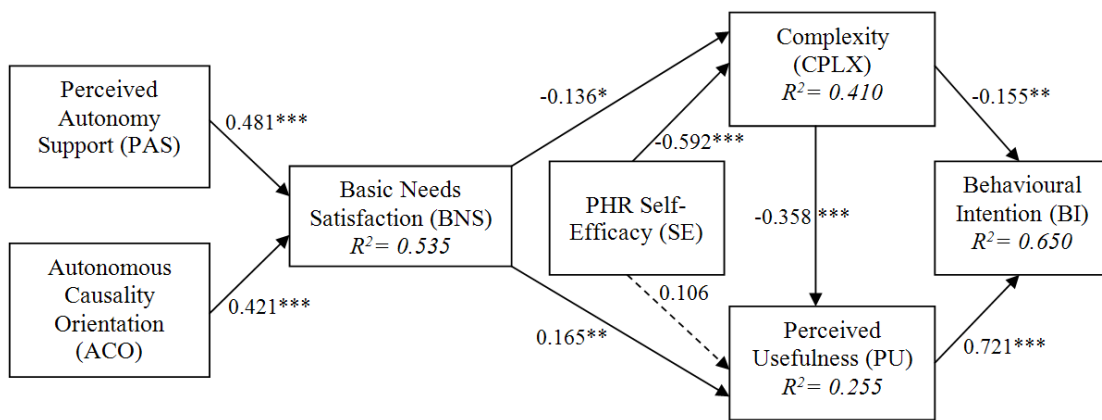 Perceived
Autonomy
Support (PAS)
0.481***
Autonomous
Causality
Orientation
(ACO)
0.421***
Basic Needs
Satisfaction (BNS)
R²= 0.535
-0.136*
-0.592***
PHR Self-
Efficacy (SE)
0.106
0.165**
Complexity
(CPLX)
R²= 0.410
-0.358 ***
Perceived
Usefulness (PU)
R²= 0.255
-0.155**
Behavioural
Intention (BI)
R²= 0.650
0.721***